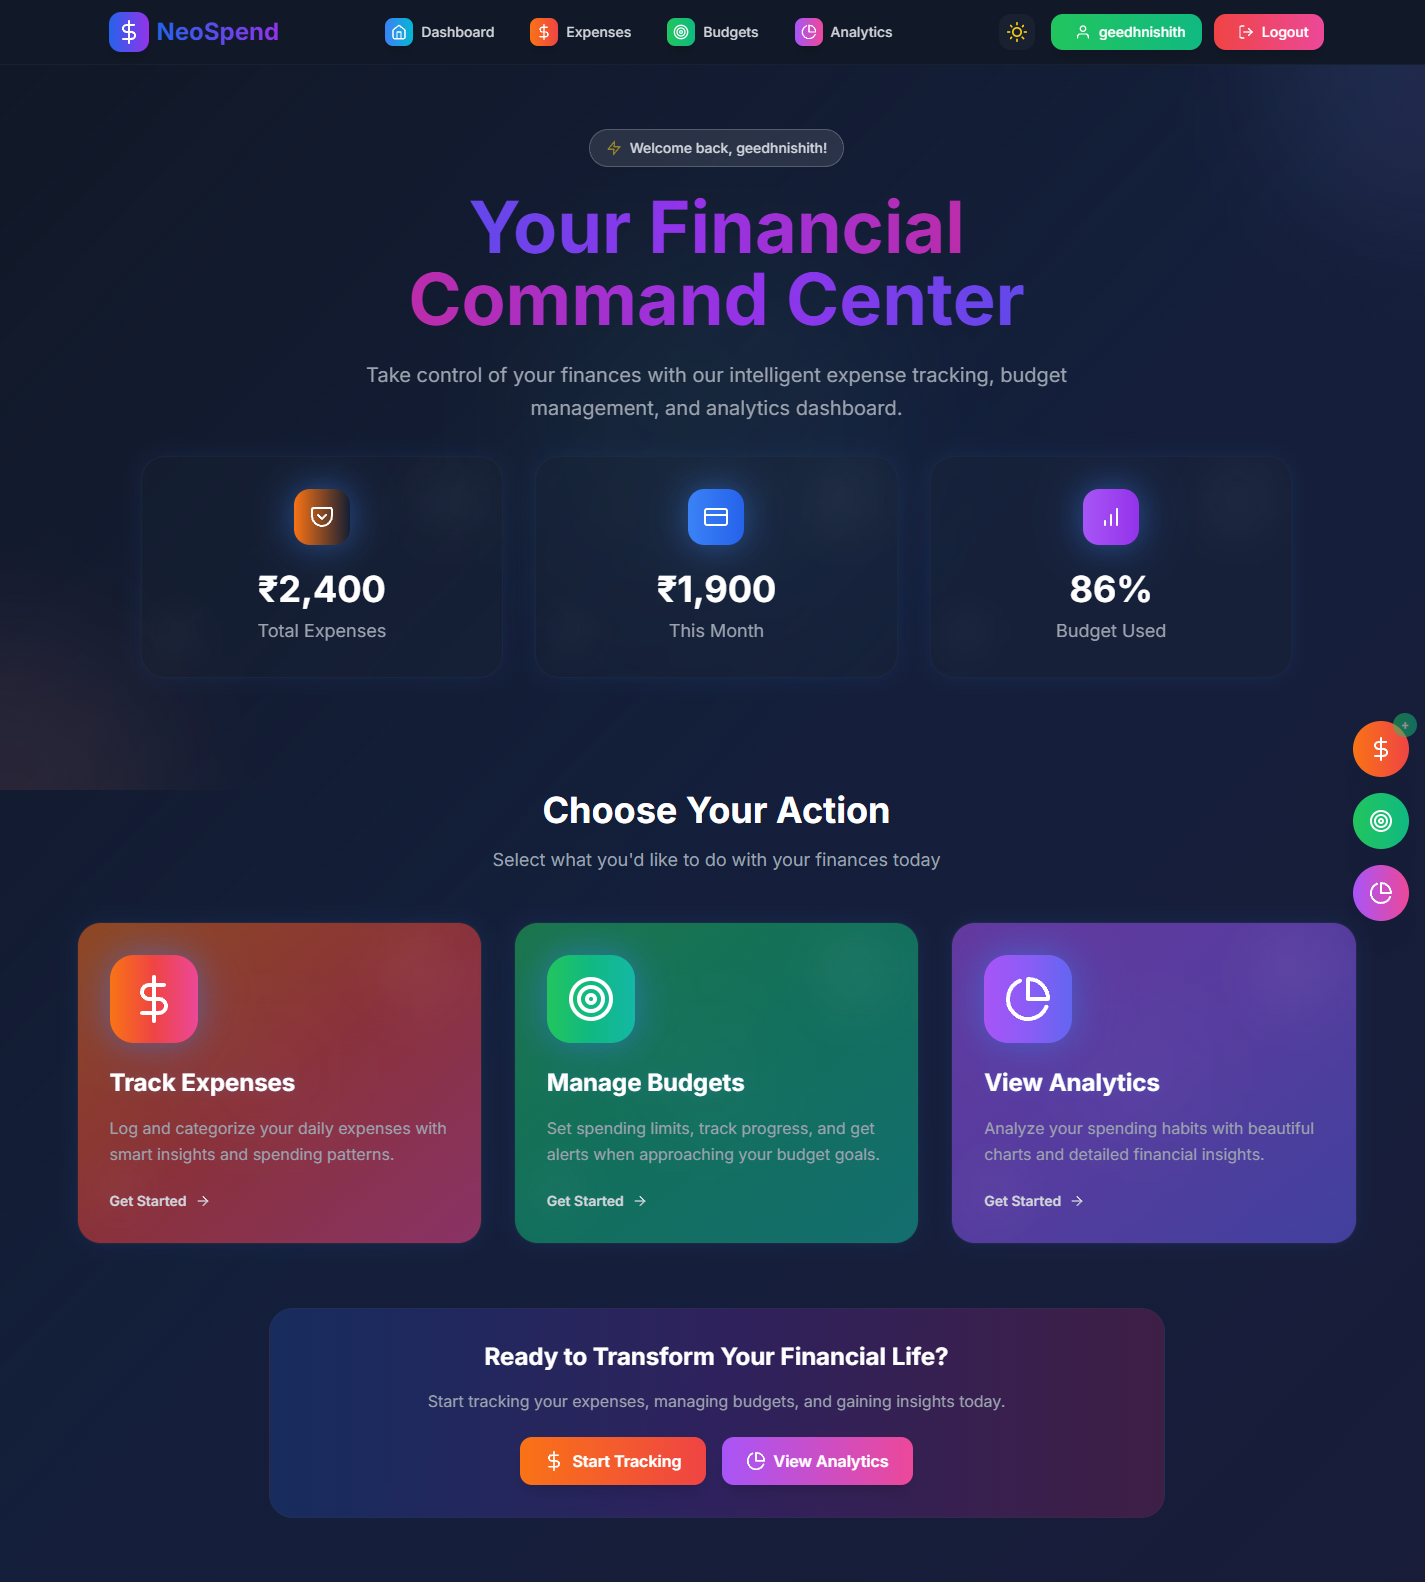 NeoSpend
Dashboard
Expenses
Budgets
Analytics
geedhnishith
Logout
Welcome back, geedhnishith!
Your Financial
Command Center
Take control of your finances with our intelligent expense tracking, budget
management, and analytics dashboard.
₹2,400
Total Expenses
₹1,900
This Month
86%
Budget Used
Choose Your Action
Select what you'd like to do with your finances today
Track Expenses
Log and categorize your daily expenses with
smart insights and spending patterns.
Get Started
Manage Budgets
Set spending limits, track progress, and get
alerts when approaching your budget goals.
Get Started
View Analytics
Analyze your spending habits with beautiful
charts and detailed financial insights.
Get Started
Ready to Transform Your Financial Life?
Start tracking your expenses, managing budgets, and gaining insights today.
Start Tracking
View Analytics